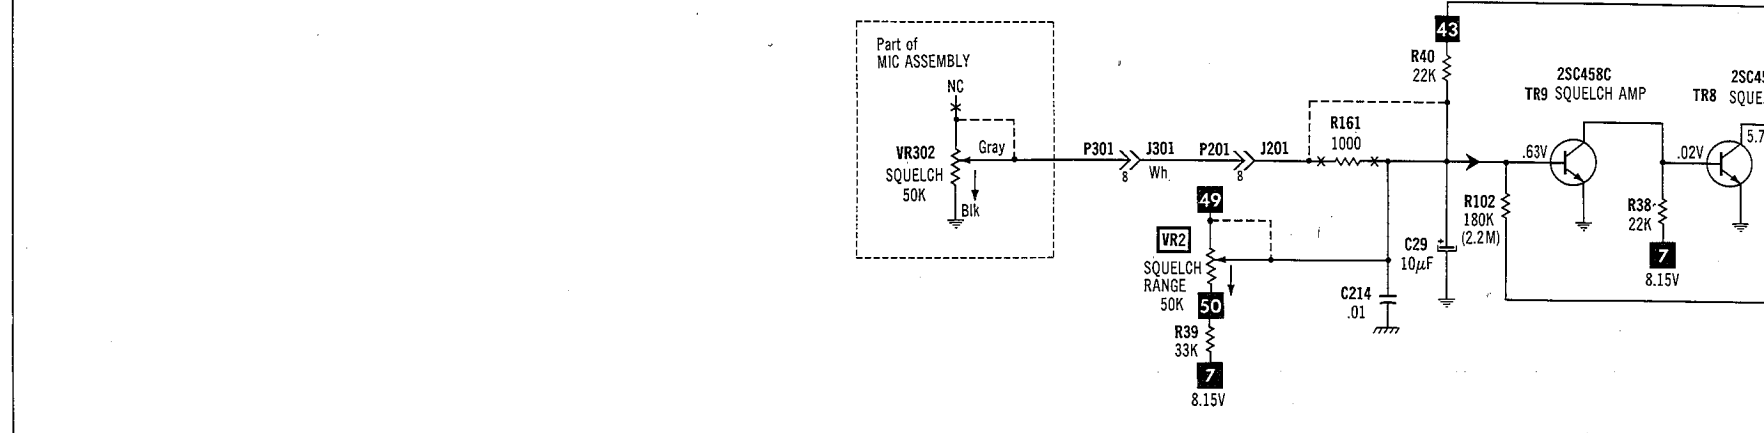 Part of
MIC ASSEMBLY
NC
VR302
SQUELCH
50K
Gray
Blk
P301
8
J301
Wh.
P201
8
J201
R161
1000
43
R40
22K
49
VR2
SQUELCH
RANGE
50K
50
R39
33K
7
8.15V
C214
.01
C29
+
10µF
R102
180K
(2.2M)
2SC458C
TR9 SQUELCH AMP
.63V
R38
22K
7
8.15V
TR8
.02V
5.7